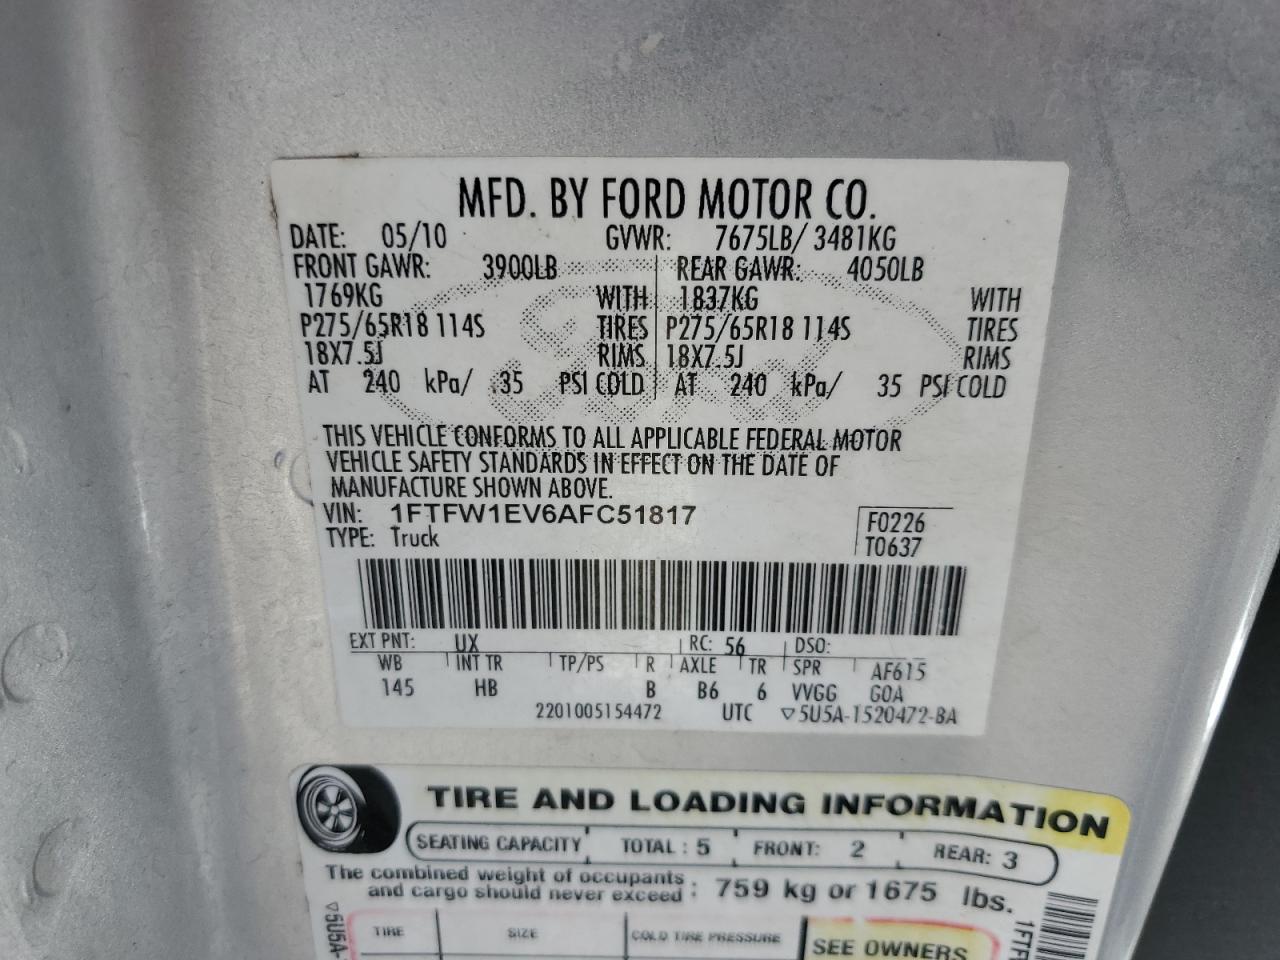 MFD. BY FORD MOTOR CO.
DATE: 05/10 GVWR: 7675LB/ 3481KG
FRONT GAWR: 3900LB REAR GAWR: 4050LB
1769KG WITH 1837KG WITH
P275/65R18 114S TIRES P275/65R18 114S TIRES
18X7.5J RIMS 18X7.5J RIMS
AT 240 kPa/ 35 PSI COLD AT 240 kPa/ 35 PSI COLD
THIS VEHICLE CONFORMS TO ALL APPLICABLE FEDERAL MOTOR
VEHICLE SAFETY STANDARDS IN EFFECT ON THE DATE OF
MANUFACTURE SHOWN ABOVE.
VIN: 1FTFW1EV6AFC51817 F0226
TYPE: Truck T0637
EXT PNT: UX RC: 56 DSO:
WB INT TR TP/PS R AXLE TR SPR AF615
145 HB B B6 6 VVGG GOA
2201005154472 UTC ▽5U5A-1520472-BA
TIRE AND LOADING INFORMATION
SEATING CAPACITY TOTAL : 5 FRONT: 2 REAR: 3
The combined weight of occupants
and cargo should never exceed : 759 kg or 1675 lbs.
TIRE SIZE COLD TIRE PRESSURE SEE OWNERS
▽5U5A-
1FTF